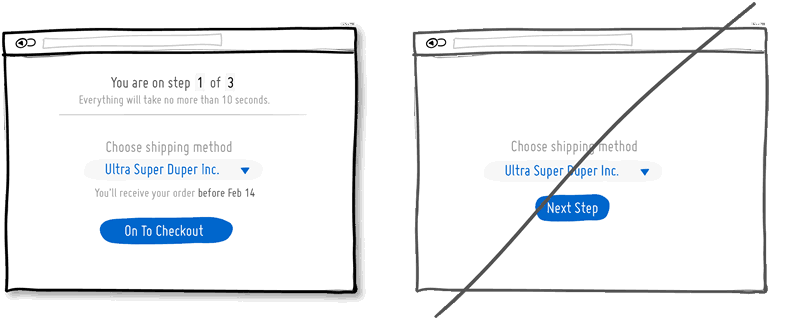 You are on step 1 of 3
Everything will take no more than 10 seconds.
Choose shipping method
Ultra Super Duper Inc.
You'll receive your order before Feb 14
On To Checkout
Choose shipping method
Ultra Super Duper Inc.
Next Step